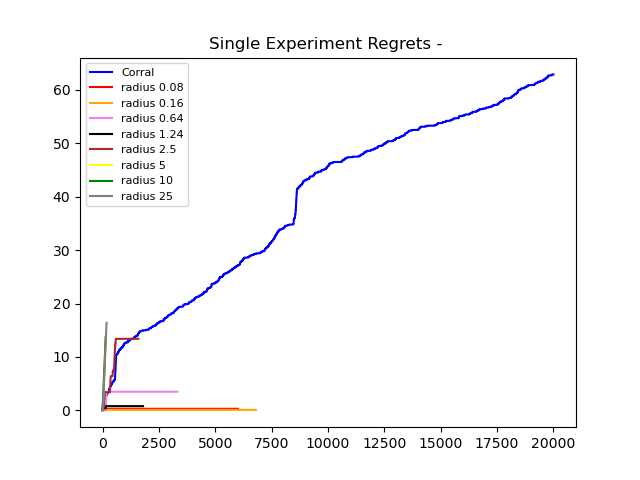 Single Experiment Regrets -
Corral
radius 0.08
radius 0.16
radius 0.64
radius 1.24
radius 2.5
radius 5
radius 10
radius 25
60
50
40
30
20
10
0
0 2500 5000 7500 10000 12500 15000 17500 20000